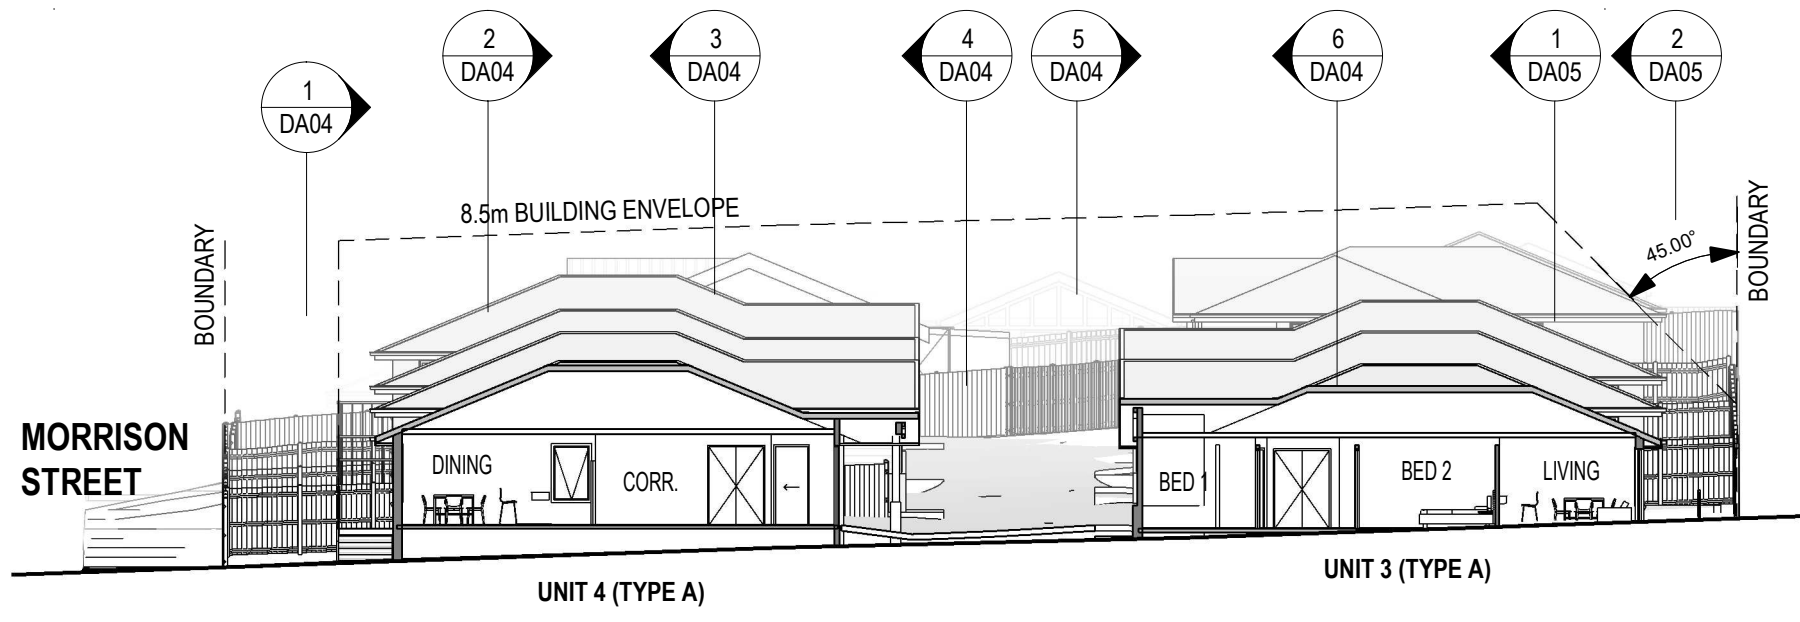 1
DA04
2
DA04
3
DA04
4
DA04
5
DA04
6
DA04
1
DA05
2
DA05
8.5m BUILDING ENVELOPE
BOUNDARY
45.00°
BOUNDARY
MORRISON
STREET
DINING
CORR.
BED 1
BED 2
LIVING
UNIT 4 (TYPE A)
UNIT 3 (TYPE A)